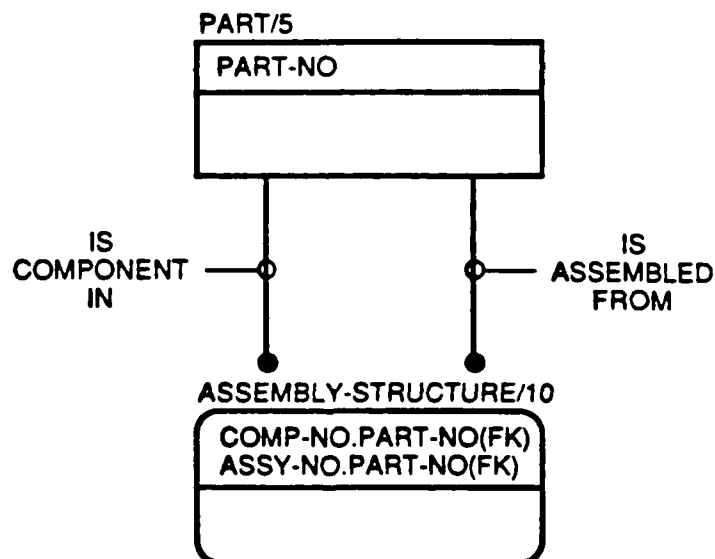 PART/5
PART-NO
IS
COMPONENT
IN
IS
ASSEMBLED
FROM
ASSEMBLY-STRUCTURE/10
COMP-NO.PART-NO(FK)
ASSY-NO.PART-NO(FK)